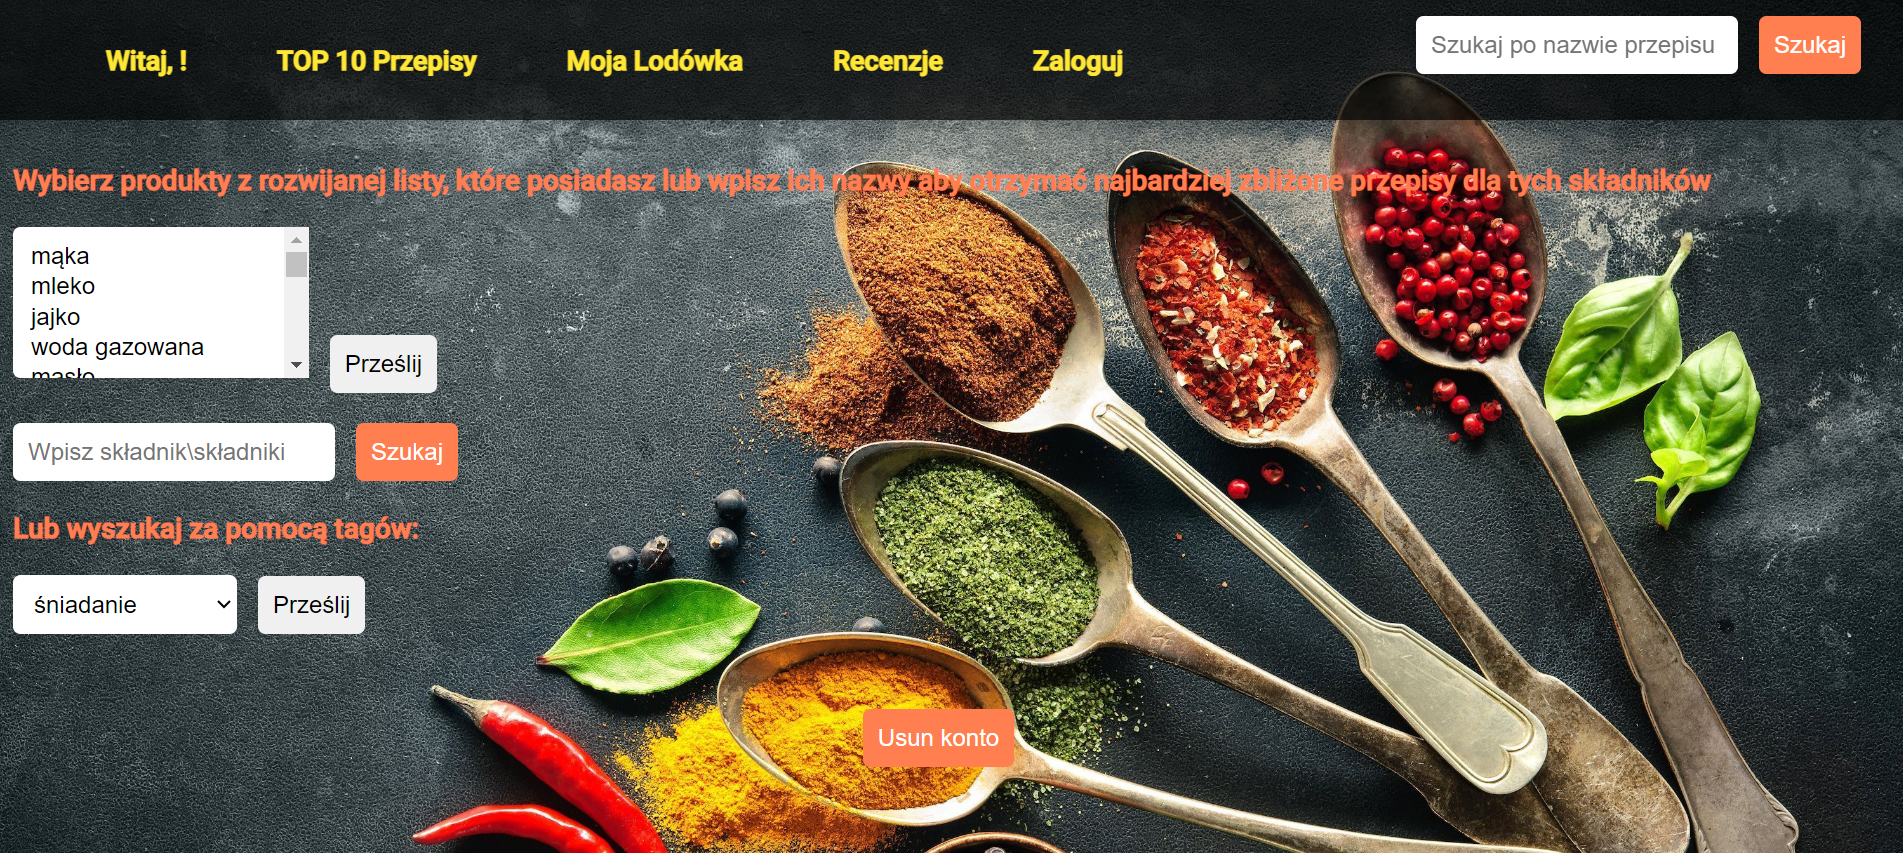 Witaj, !
TOP 10 Przepisy
Moja Lodówka
Recenzje
Zaloguj
Szukaj po nazwie przepisu
Szukaj
Wybierz produkty z rozwijanej listy, które posiadasz lub wpisz ich nazwy aby otrzymać najbardziej zbliżone przepisy dla tych składników
mąka
mleko
jajko
woda gazowana
masło
Prześlij
Wpisz składnik\składniki
Szukaj
Lub wyszukaj za pomocą tagów:
śniadanie
Prześlij
Usun konto